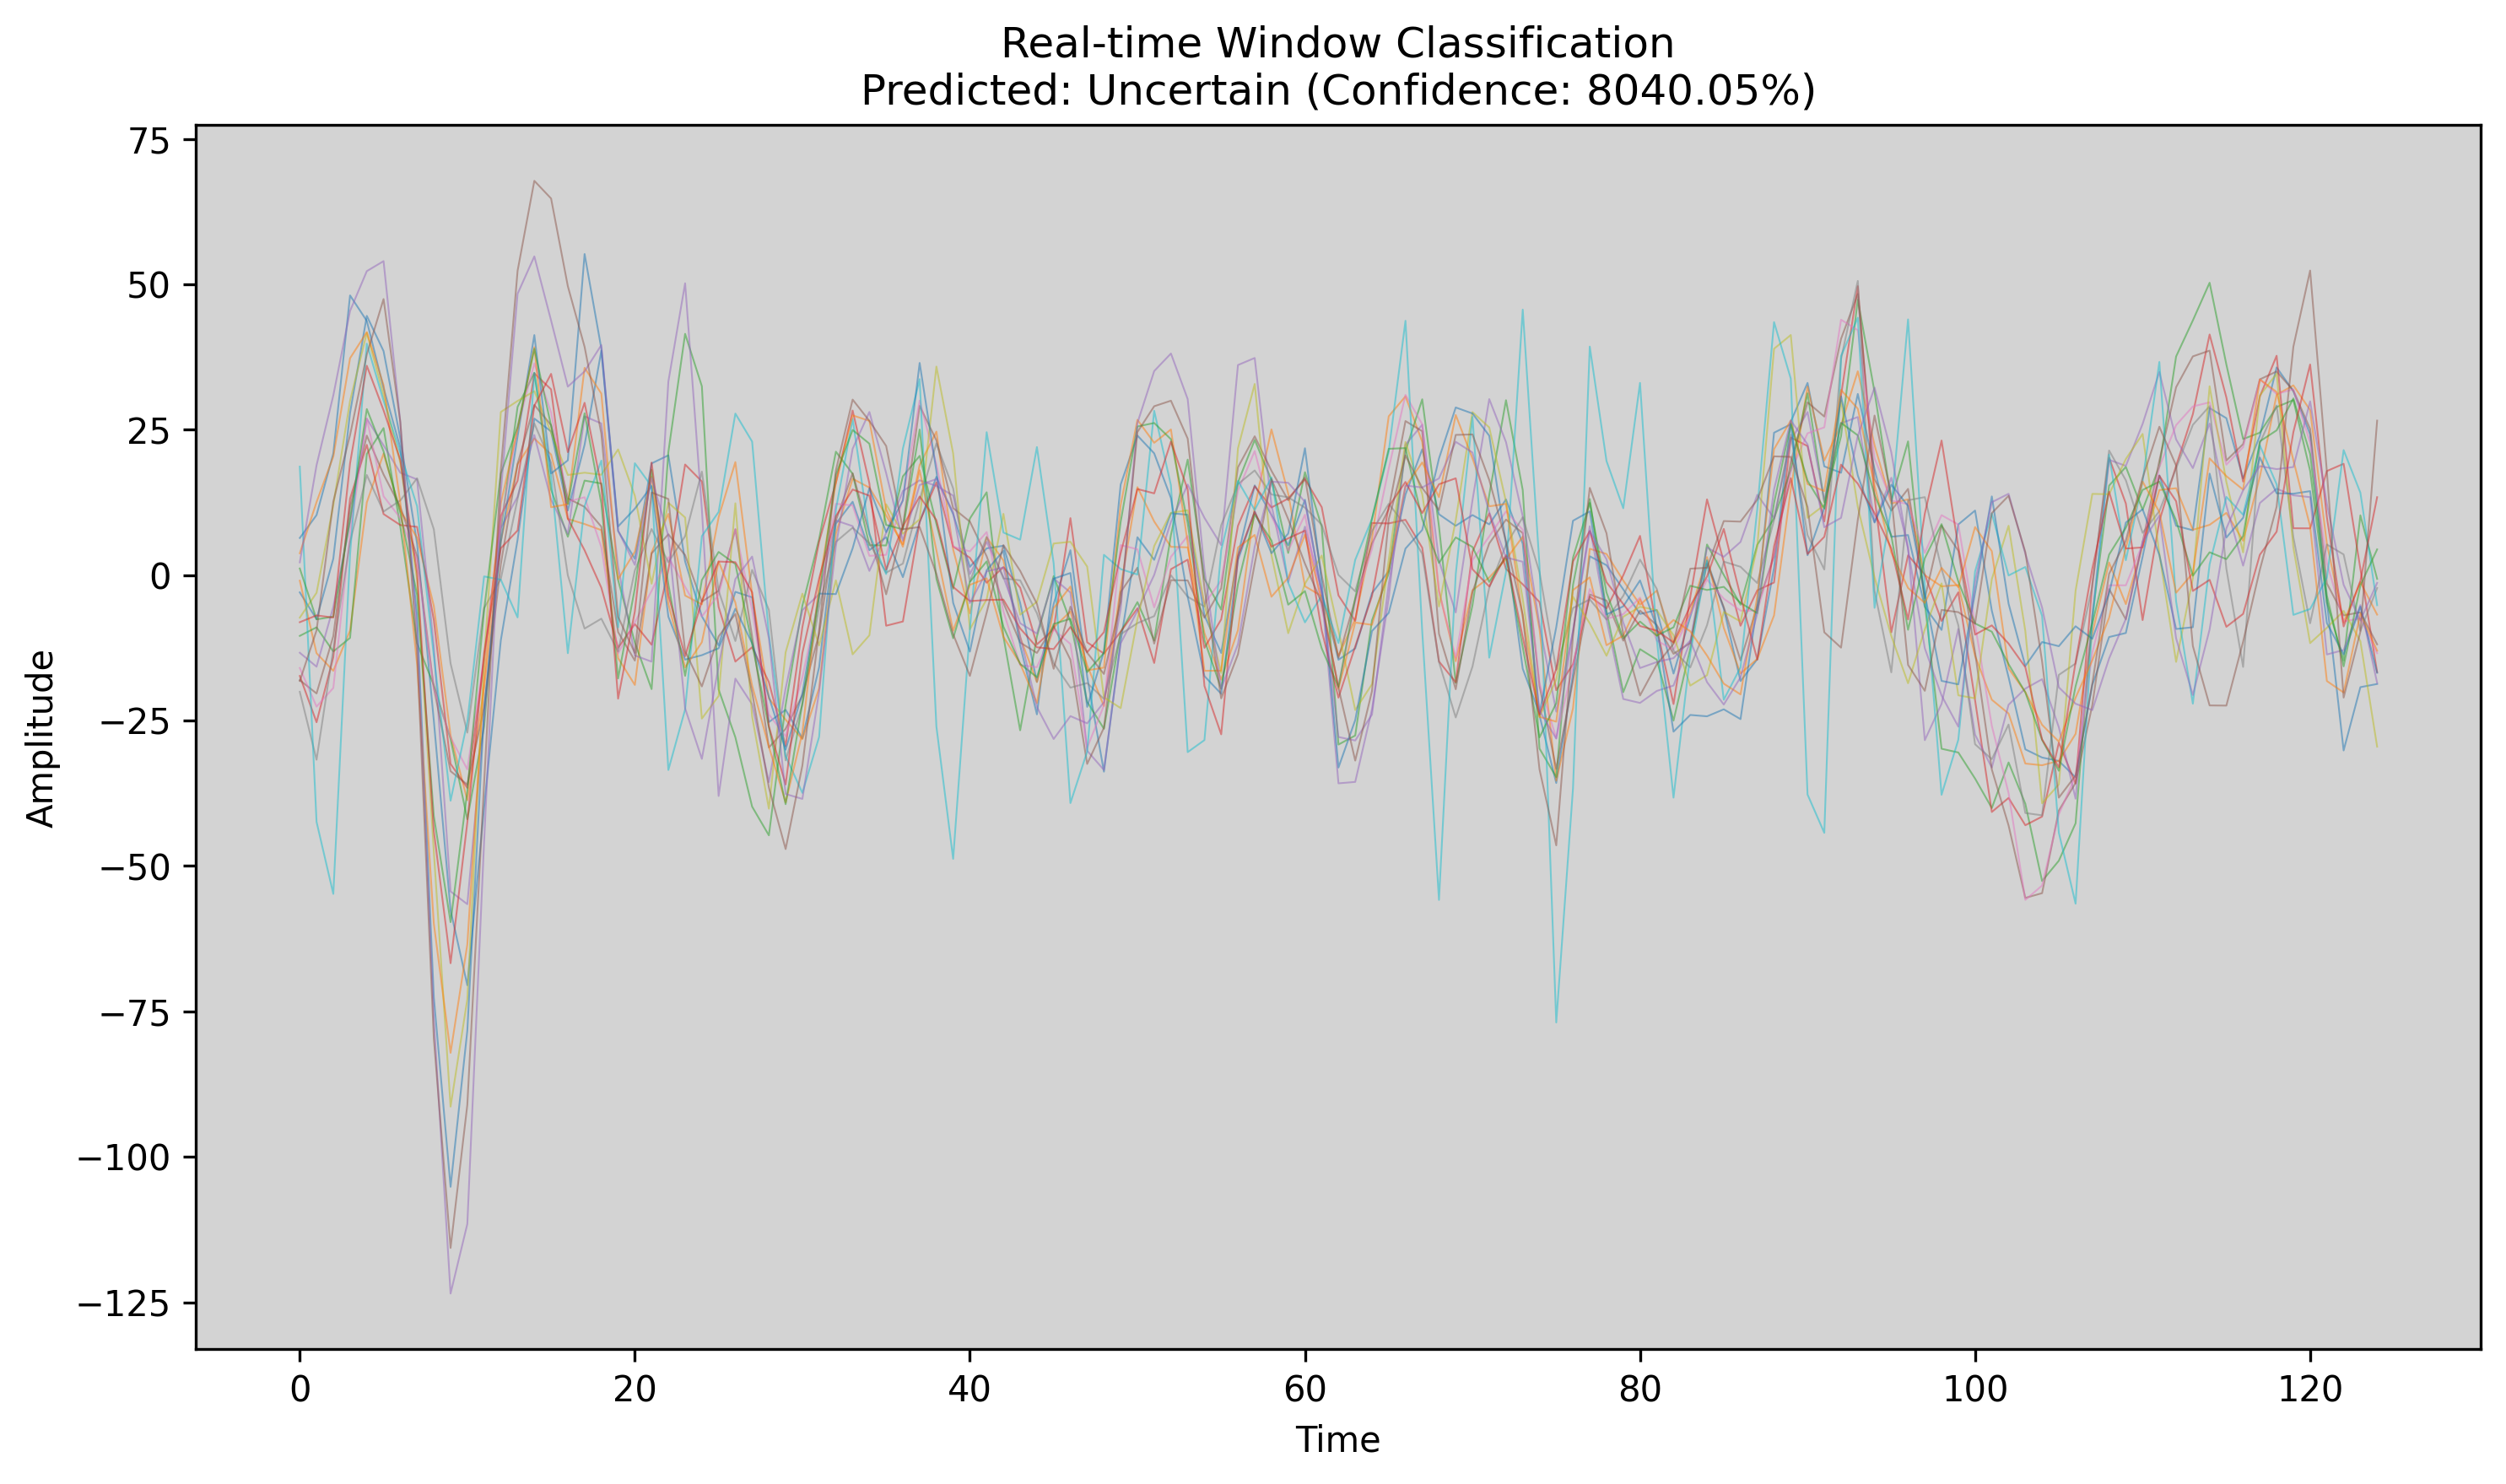 Real-time Window Classification
Predicted: Uncertain (Confidence: 8040.05%)
75
50
25
0
−25
−50
−75
−100
−125
Amplitude
0 20 40 60 80 100 120
Time